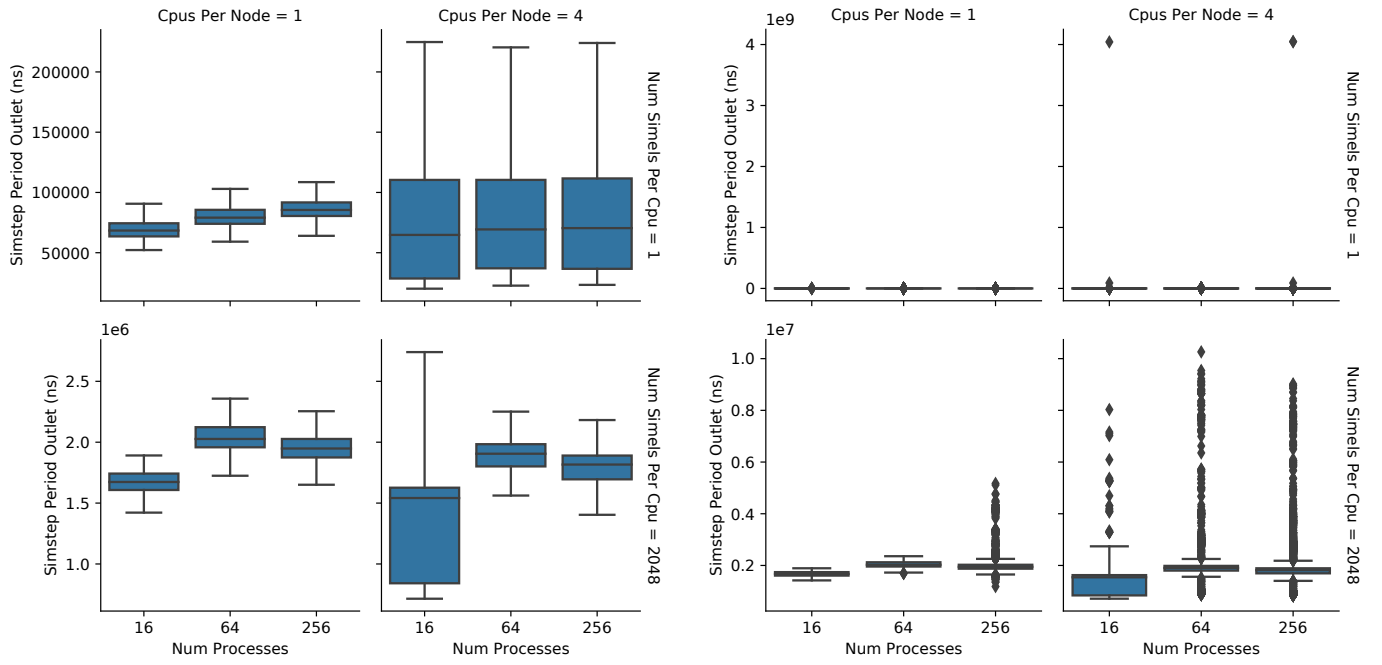 Cpus Per Node = 1
Cpus Per Node = 4
Simstep Period Outlet (ns)
200000
150000
100000
50000
Num Simels Per Cpu = 1
1e6
Simstep Period Outlet (ns)
2.5
2.0
1.5
1.0
16
64
256
Num Processes
16
64
256
Num Processes
Num Simels Per Cpu = 2048
Cpus Per Node = 1
Cpus Per Node = 4
1e9
Simstep Period Outlet (ns)
4
3
2
1
0
Num Simels Per Cpu = 1
1e7
Simstep Period Outlet (ns)
1.0
0.8
0.6
0.4
0.2
16
64
256
Num Processes
16
64
256
Num Processes
Num Simels Per Cpu = 2048